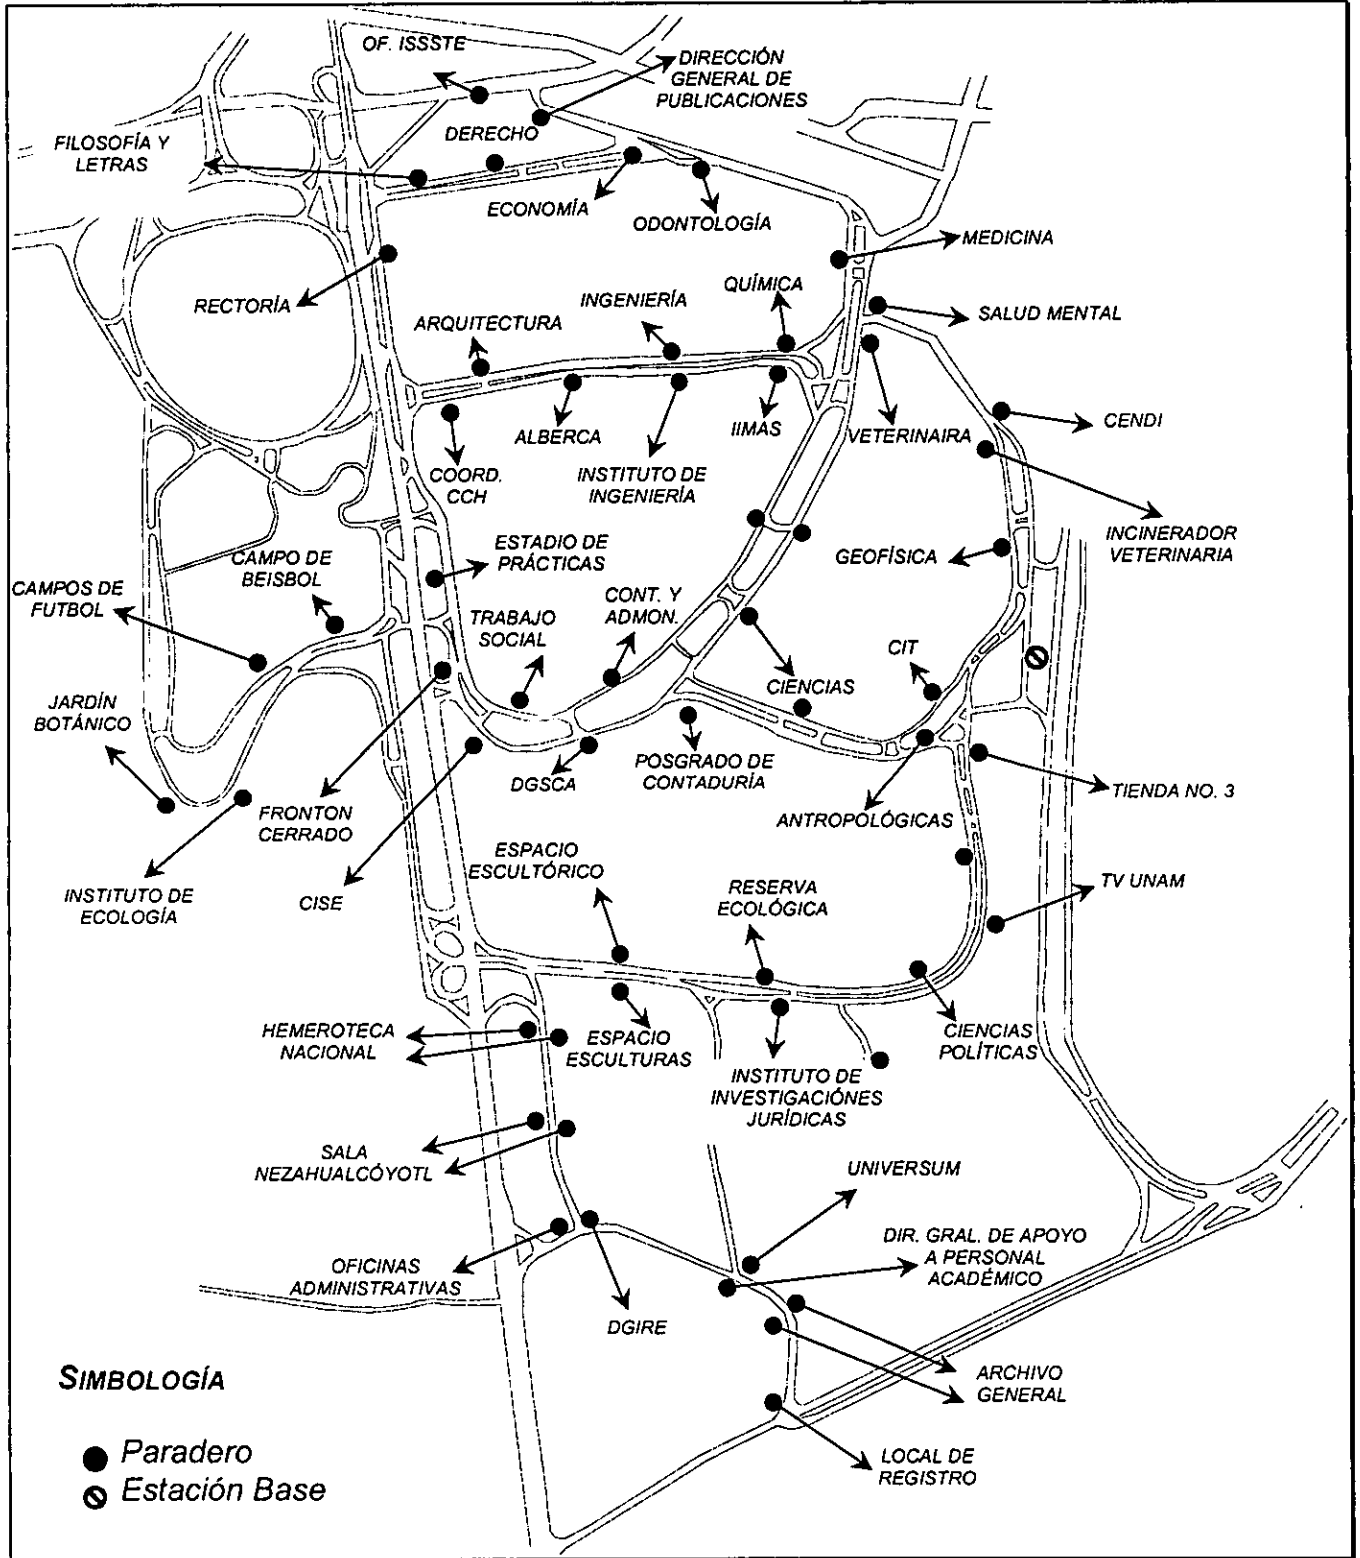 OF. ISSSTE
DIRECCIÓN
GENERAL DE
PUBLICACIONES
DERECHO
FILOSOFÍA Y
LETRAS
ECONOMÍA
ODONTOLOGÍA
MEDICINA
RECTORÍA
QUÍMICA
INGENIERÍA
SALUD MENTAL
ARQUITECTURA
ALBERCA
IIMAS
VETERINAIRA
CENDI
COORD.
CCH
INSTITUTO DE
INGENIERÍA
INCINERADOR
VETERINARIA
ESTADIO DE
PRÁCTICAS
GEOFÍSICA
CAMPO DE
BEISBOL
CAMPOS DE
FUTBOL
CONT. Y
ADMON.
TRABAJO
SOCIAL
CIT
CIENCIAS
JARDÍN
BOTÁNICO
POSGRADO DE
CONTADURÍA
DGSCA
TIENDA NO. 3
FRONTON
CERRADO
ANTROPOLÓGICAS
ESPACIO
ESCULTÓRICO
RESERVA
ECOLÓGICA
TV UNAM
INSTITUTO DE
ECOLOGÍA
CISE
HEMEROTECA
NACIONAL
ESPACIO
ESCULTURAS
CIENCIAS
POLÍTICAS
INSTITUTO DE
INVESTIGACIÓNES
JURÍDICAS
SALA
NEZAHUALCÓYOTL
UNIVERSUM
DIR. GRAL. DE APOYO
A PERSONAL
ACADÉMICO
OFICINAS
ADMINISTRATIVAS
DGIRE
ARCHIVO
GENERAL
LOCAL DE
REGISTRO
SIMBOLOGÍA
Paradero
Estación Base